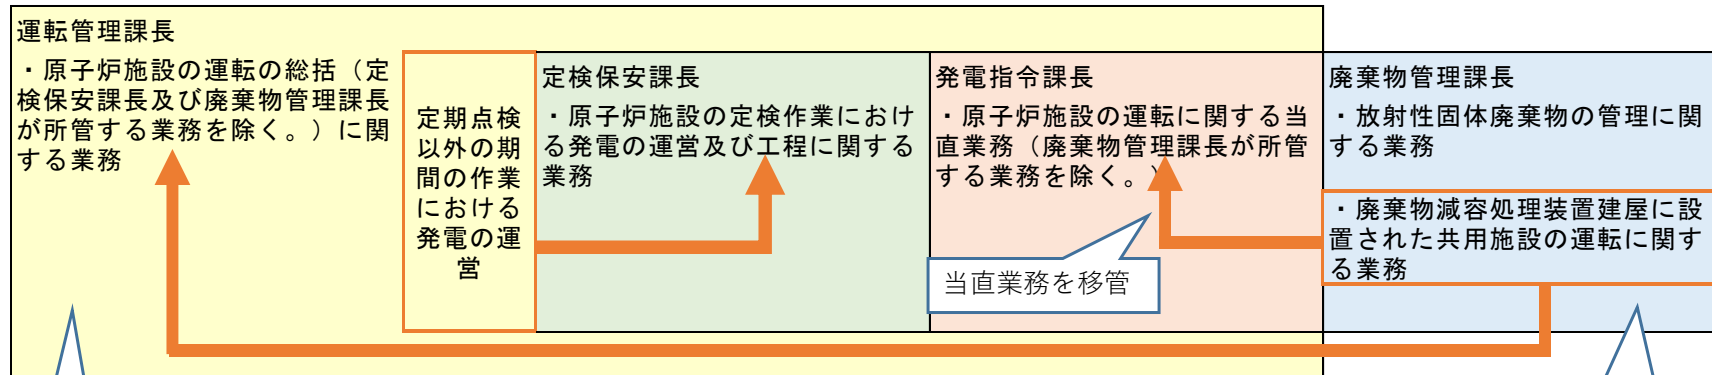 運転管理課長
・原子炉施設の運転の総括（定
検保安課長及び廃棄物管理課長
が所管する業務を除く。）に関
する業務
定期点検
以外の期
間の作業
における
発電の運
営
定検保安課長
・原子炉施設の定検作業におけ
る発電の運営及び工程に関する
業務
発電指令課長
・原子炉施設の運転に関する当
直業務（廃棄物管理課長が所管
する業務を除く。）
当直業務を移管
廃棄物管理課長
・放射性固体廃棄物の管理に関
する業務
・廃棄物減容処理装置建屋に設
置された共用施設の運転に関す
る業務